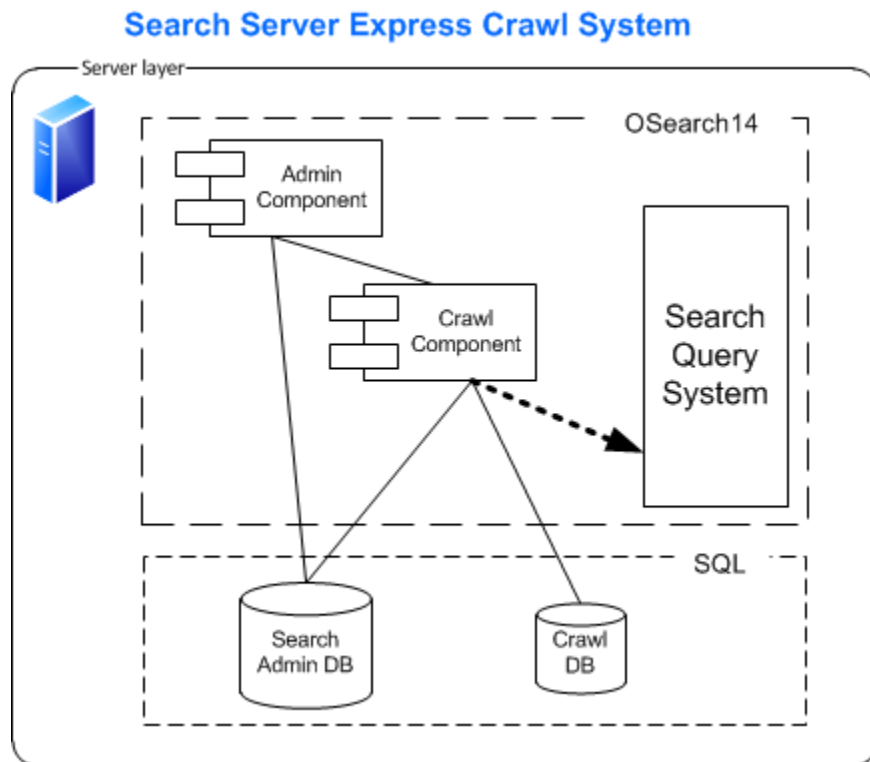 Search Server Express Crawl System
Server layer
OSearch14
Admin
Component
Crawl
Component
Search
Query
System
SQL
Search
Admin DB
Crawl
DB